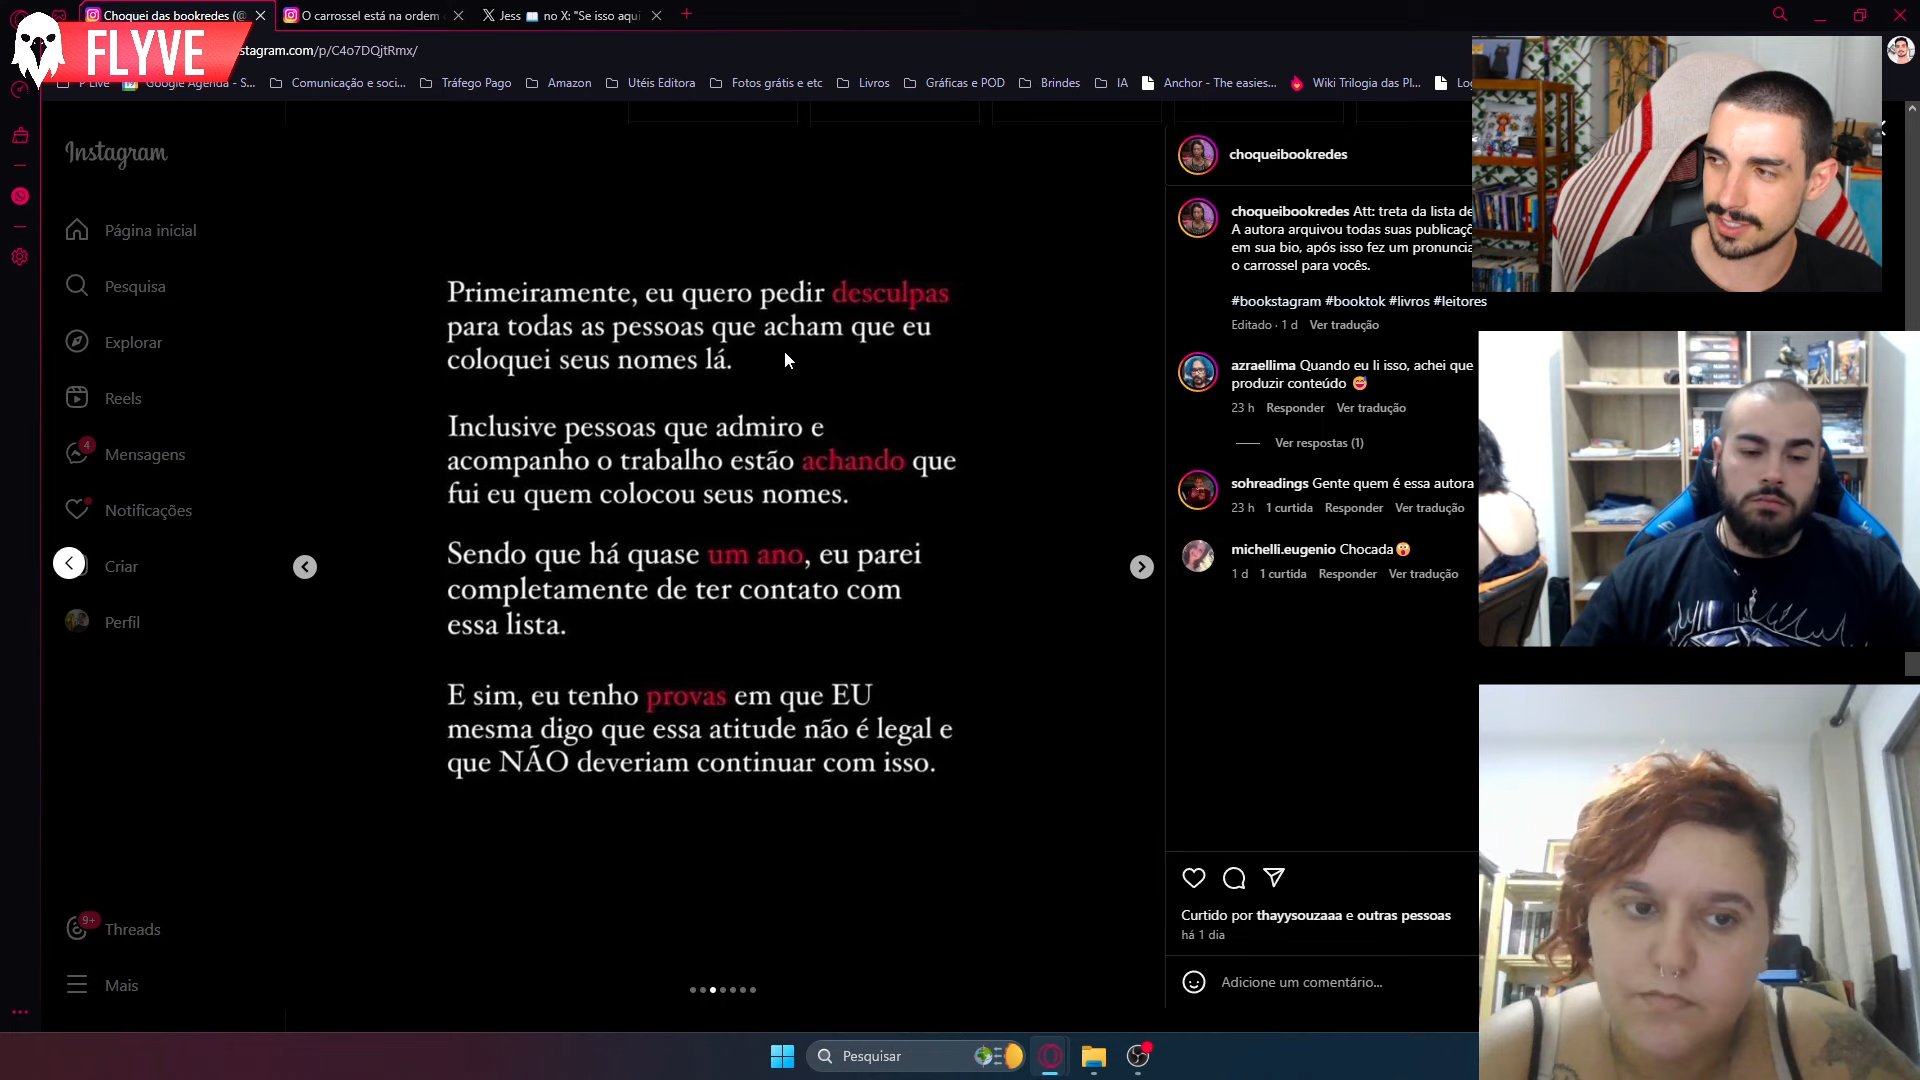 Choquei das bookredes (@
O carrossel está na ordem
Jess no X: "Se isso aqui
FLYVE
stagram.com/p/C4o7DQjtRmx/
P Live
Google Agenda - S...
Comunicação e soci...
Tráfego Pago
Amazon
Utéis Editora
Fotos grátis e etc
Livros
Gráficas e POD
Brindes
IA
Anchor - The easies...
Wiki Trilogia das Pl...
Instagram
Página inicial
Pesquisa
Explorar
Reels
4
Mensagens
Notificações
Criar
Perfil
9+
Threads
Mais
Primeiramente, eu quero pedir desculpas
para todas as pessoas que acham que eu
coloquei seus nomes lá.
Inclusive pessoas que admiro e
acompanho o trabalho estão achando que
fui eu quem colocou seus nomes.
Sendo que há quase um ano, eu parei
completamente de ter contato com
essa lista.
E sim, eu tenho provas em que EU
mesma digo que essa atitude não é legal e
que NÃO deveriam continuar com isso.
choqueibookredes
choqueibookredes Att: treta da lista de
A autora arquivou todas suas
em sua bio, após isso fez um
o carrossel para vocês.
#bookstagram #booktok #livros #leitores
Editado · 1 d Ver tradução
azraellima Quando eu li isso, achei que
produzir conteúdo 😅
23 h Responder Ver tradução
Ver respostas (1)
sohreadings Gente quem é essa autora
23 h 1 curtida Responder Ver tradução
michelli.eugenio Chocada😲
1 d 1 curtida Responder Ver tradução
Curtido por thayysouzaaa e outras pessoas
há 1 dia
Adicione um comentário...
Pesquisar